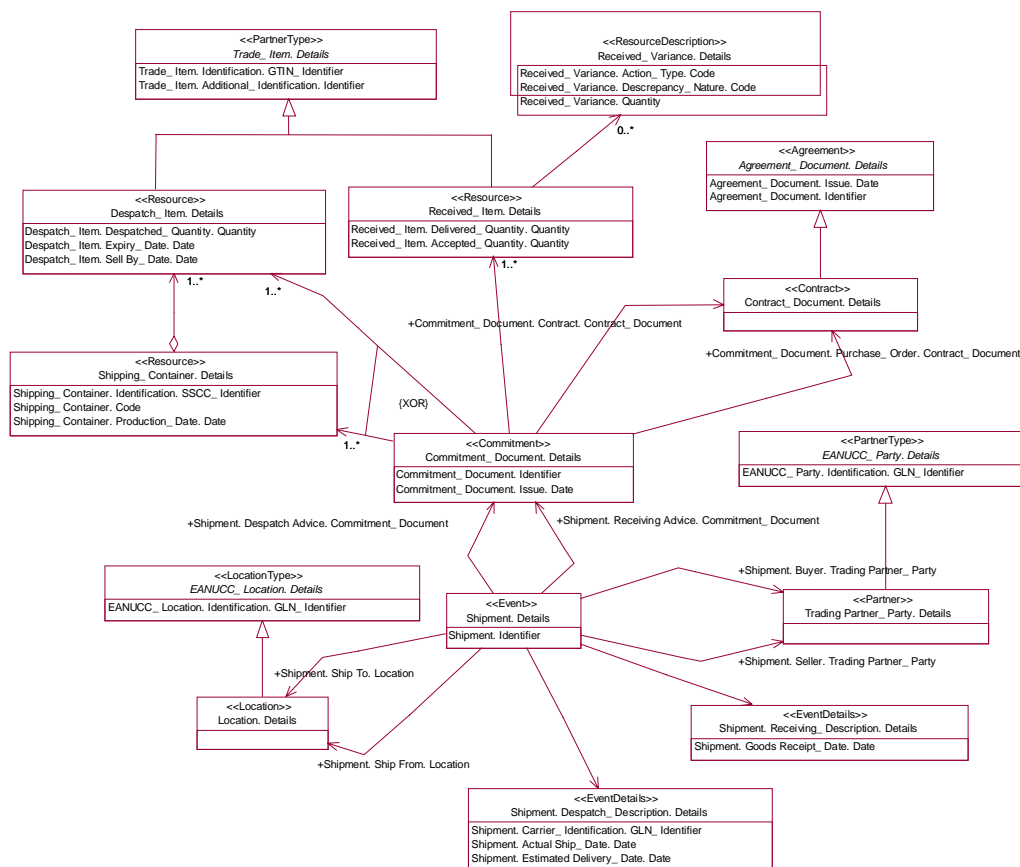 <<PartnerType>>
Trade_ Item. Details
Trade_ Item. Identification. GTIN_ Identifier
Trade_ Item. Additional_ Identification. Identifier
<<ResourceDescription>>
Received_ Variance. Details
Received_ Variance. Action_ Type. Code
Received_ Variance. Descrepancy_ Nature. Code
Received_ Variance. Quantity
0..*
<<Agreement>>
Agreement_ Document. Details
Agreement_ Document. Issue. Date
Agreement_ Document. Identifier
<<Resource>>
Despatch_ Item. Details
Despatch_ Item. Despatched_ Quantity. Quantity
Despatch_ Item. Expiry_ Date. Date
Despatch_ Item. Sell By_ Date. Date
<<Resource>>
Received_ Item. Details
Received_ Item. Delivered_ Quantity. Quantity
Received_ Item. Accepted_ Quantity. Quantity
1..*
1..*
1..*
<<Contract>>
Contract_ Document. Details
+Commitment_ Document. Contract. Contract_ Document
+Commitment_ Document. Purchase_ Order. Contract_ Document
<<Resource>>
Shipping_ Container. Details
Shipping_ Container. Identification. SSCC_ Identifier
Shipping_ Container. Code
Shipping_ Container. Production_ Date. Date
{XOR}
1..*
<<Commitment>>
Commitment_ Document. Details
Commitment_ Document. Identifier
Commitment_ Document. Issue. Date
<<PartnerType>>
EANUCC_ Party. Details
EANUCC_ Party. Identification. GLN_ Identifier
+Shipment. Despatch Advice. Commitment_ Document
+Shipment. Receiving Advice. Commitment_ Document
<<LocationType>>
EANUCC_ Location. Details
EANUCC_ Location. Identification. GLN_ Identifier
<<Event>>
Shipment. Details
Shipment. Identifier
+Shipment. Buyer. Trading Partner_ Party
<<Partner>>
Trading Partner_ Party. Details
+Shipment. Seller. Trading Partner_ Party
+Shipment. Ship To. Location
<<Location>>
Location. Details
+Shipment. Ship From. Location
<<EventDetails>>
Shipment. Receiving_ Description. Details
Shipment. Goods Receipt_ Date. Date
<<EventDetails>>
Shipment. Despatch_ Description. Details
Shipment. Carrier_ Identification. GLN_ Identifier
Shipment. Actual Ship_ Date. Date
Shipment. Estimated Delivery_ Date. Date